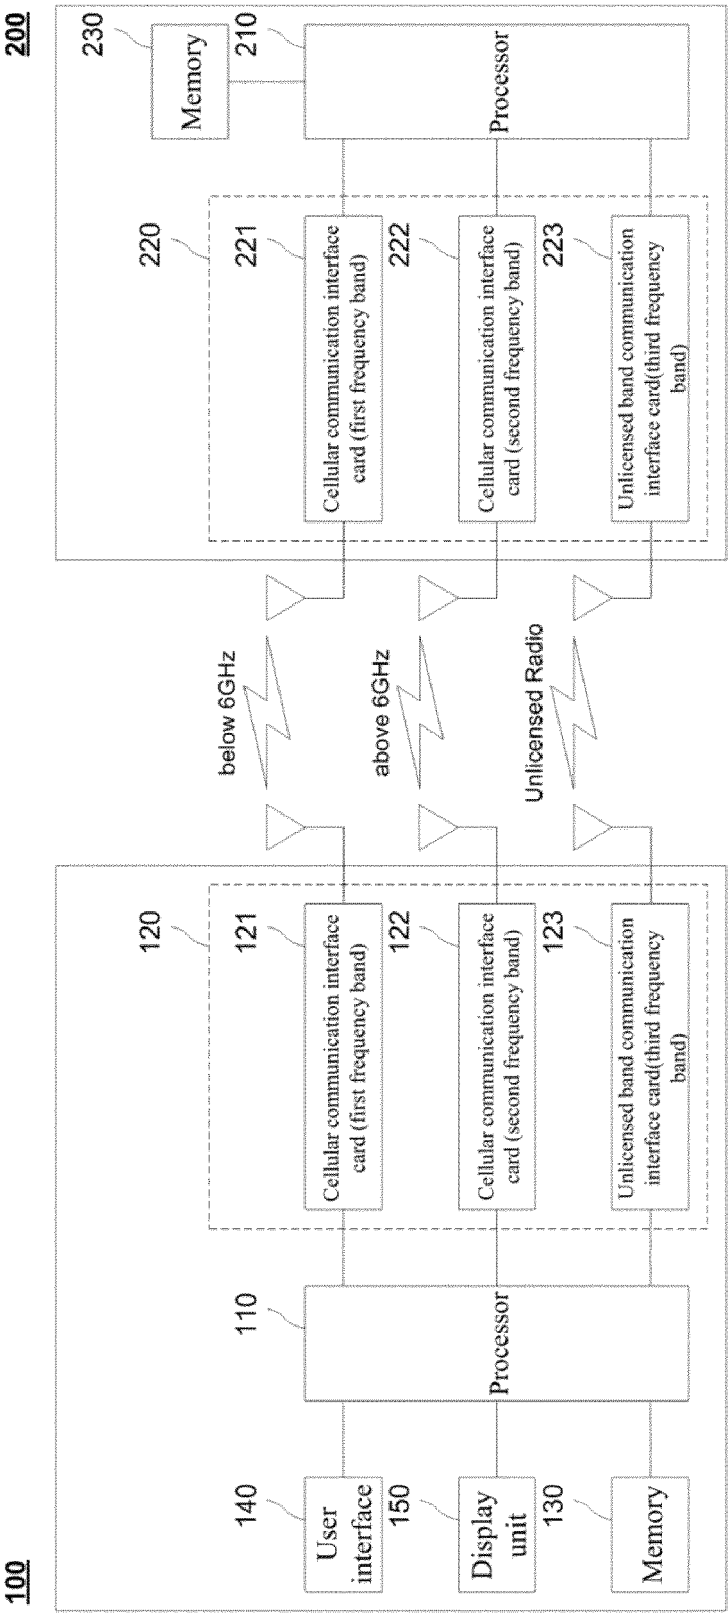 100
200
140
User
interface
150
Display
unit
130
Memory
110
Processor
120
121
Cellular communication interface
card (first frequency band)
122
Cellular communication interface
card (second frequency band)
123
Unlicensed band communication
interface card(third frequency
band)
below 6GHz
above 6GHz
Unlicensed Radio
220
221
Cellular communication interface
card (first frequency band)
222
Cellular communication interface
card (second frequency band)
223
Unlicensed band communication
interface card(third frequency
band)
230
Memory
210
Processor